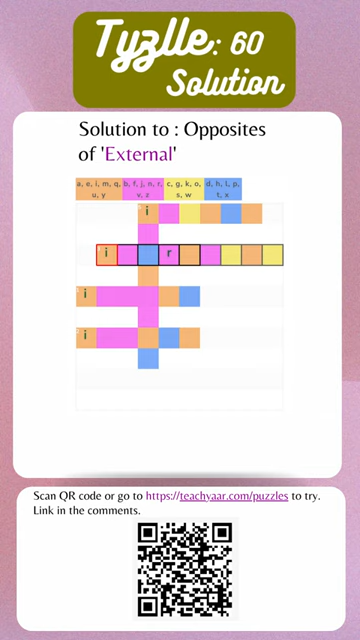 Tyzlle: 60
Solution
Solution to : Opposites
of 'External'
a, e, i, m, q, b, f, j, n, r, c, g, k, o, d, h, l, p,
u, y v, z s, w t, x
i
i r
i
i
Scan QR code or go to https://teachyaar.com/puzzles to try.
Link in the comments.